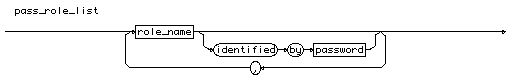 pass_role_list
role_name
identified by password
,